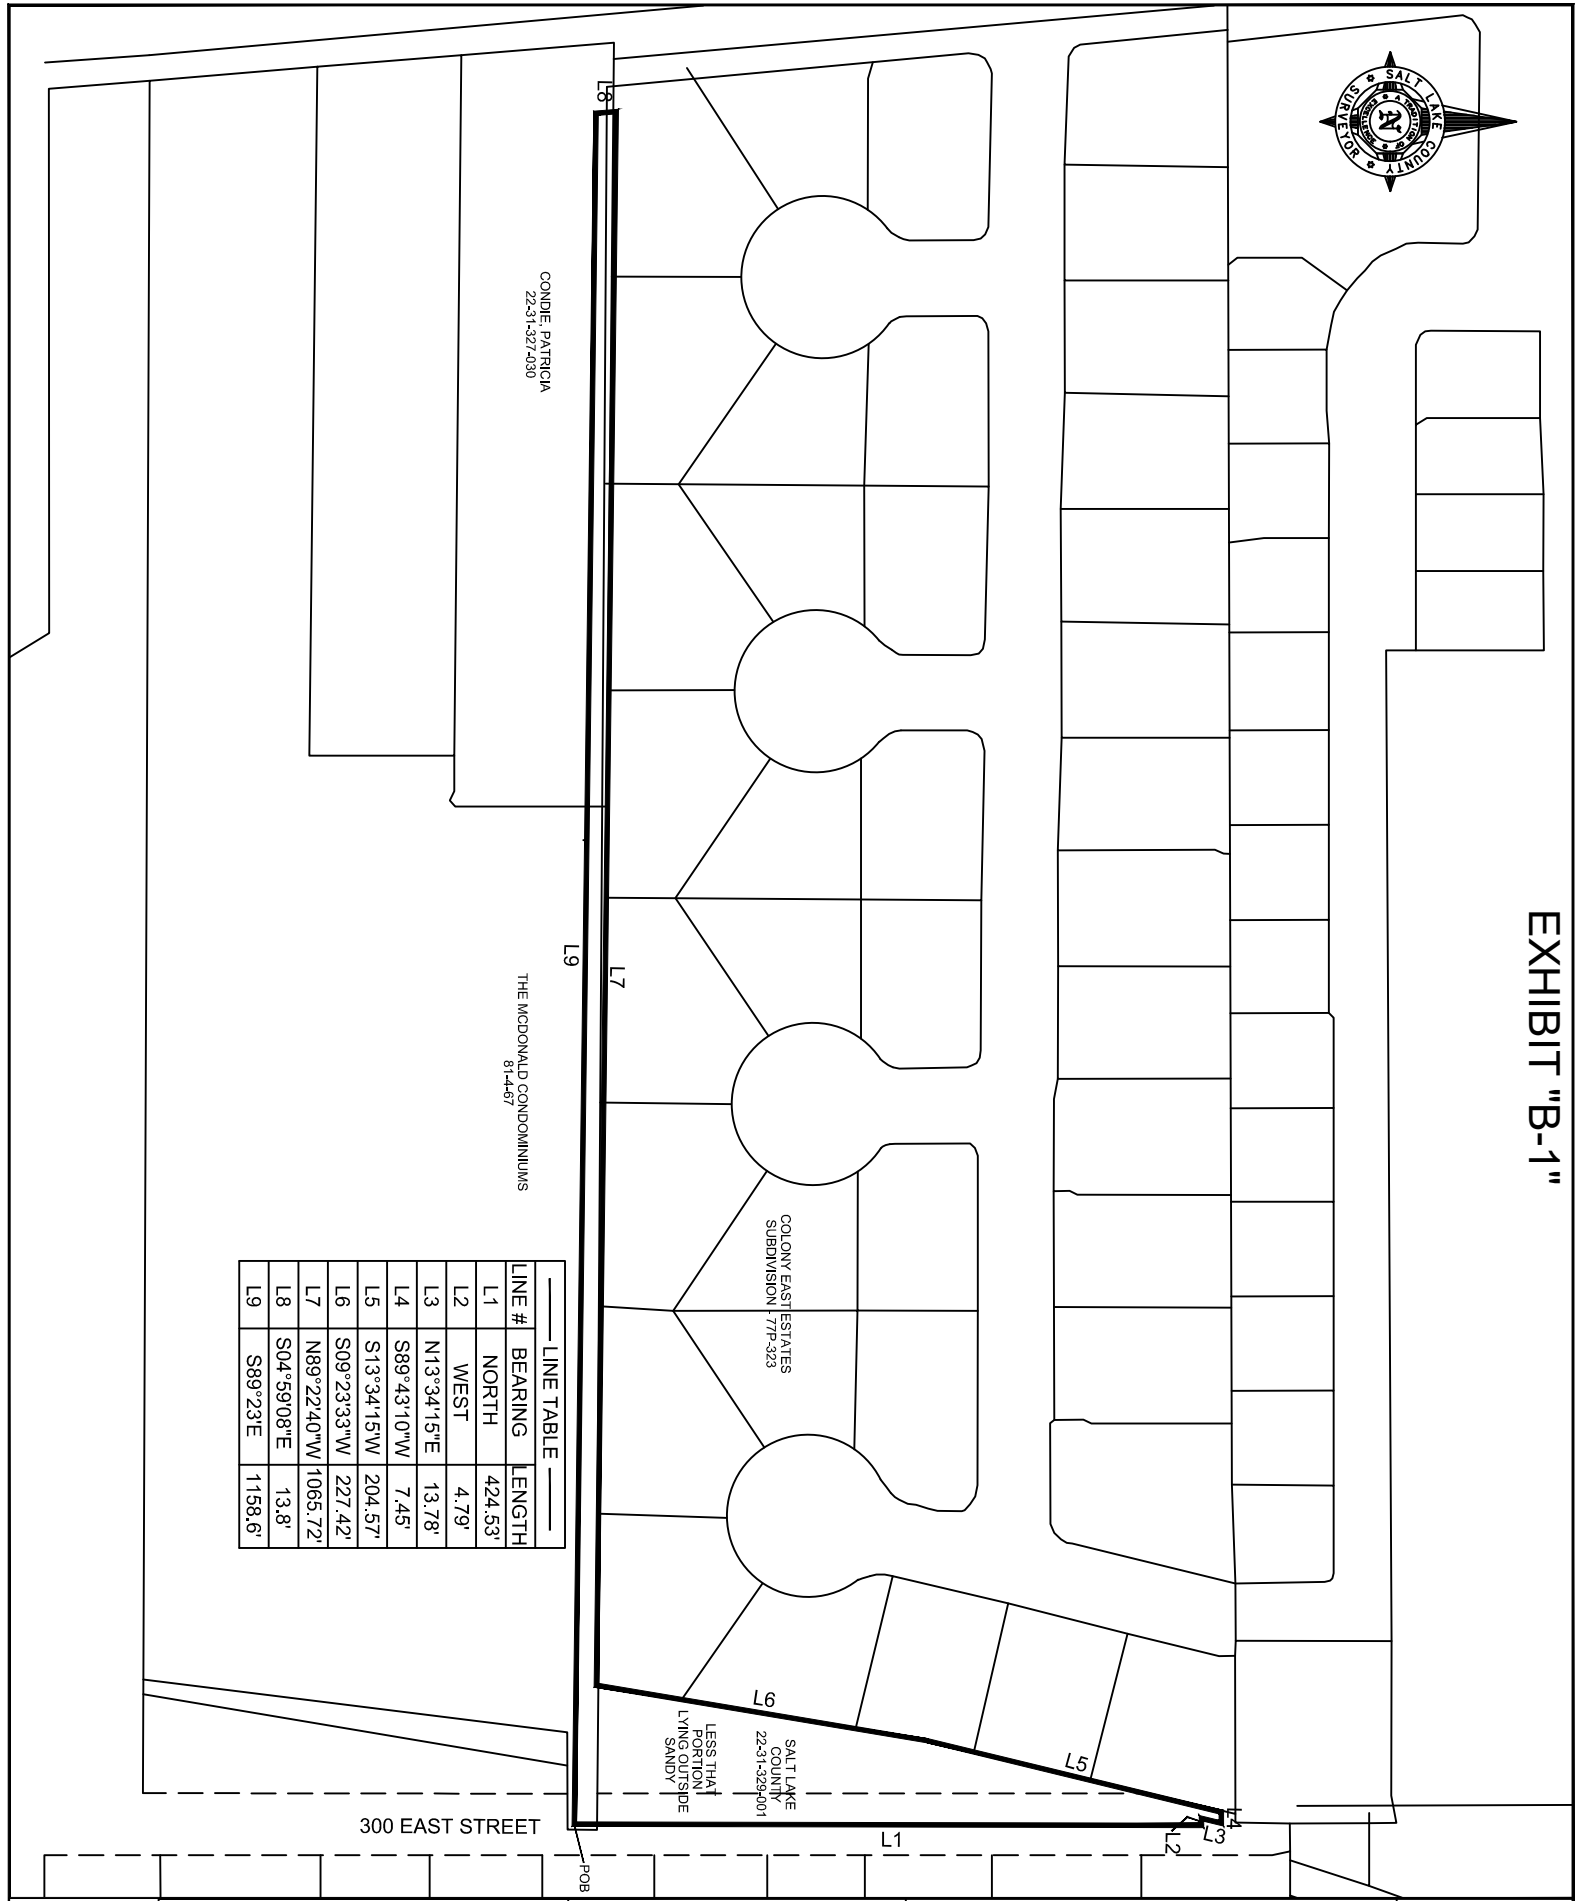 EXHIBIT "B-1"
SALT LAKE COUNTY SURVEYOR
A TRADITION OF EXCELLENCE
N
L8
CONDIE, PATRICIA
22-31-327-030
L9
L7
THE MCDONALD CONDOMINIUMS
81-4-67
COLONY EAST ESTATES
SUBDIVISION - 77P-323
LINE TABLE
LINE # BEARING LENGTH
L1 NORTH 424.53'
L2 WEST 4.79'
L3 N13°34'15"E 13.78'
L4 S89°43'10"W 7.45'
L5 S13°34'15"W 204.57'
L6 S09°23'33"W 227.42'
L7 N89°22'40"W 1065.72'
L8 S04°59'08"E 13.8'
L9 S89°23'E 1158.6'
L6
L5
SALT LAKE
COUNTY
22-31-329-001
LESS THAT
PORTION
LYING OUTSIDE
SANDY
L4
L3
L2
L1
300 EAST STREET
POB